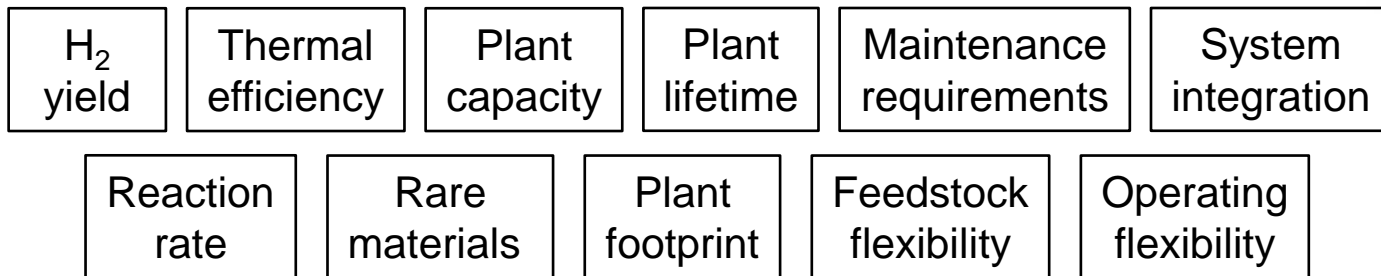 H₂ yield
Thermal efficiency
Plant capacity
Plant lifetime
Maintenance requirements
System integration
Reaction rate
Rare materials
Plant footprint
Feedstock flexibility
Operating flexibility